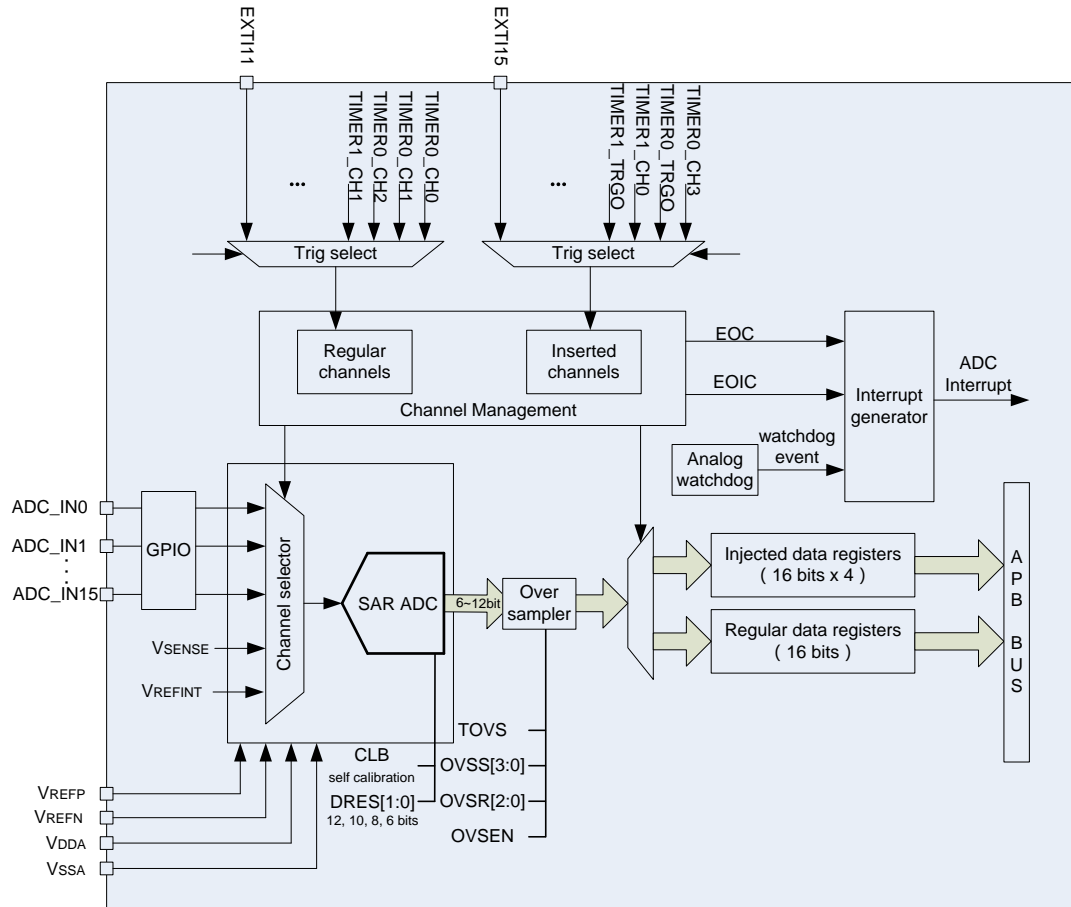 EXTI11
EXTI15
TIMER1_CH1
TIMER0_CH2
TIMER0_CH1
TIMER0_CH0
...
TIMER1_TRGO
TIMER1_CH0
TIMER0_TRGO
TIMER0_CH3
...
Trig select
Trig select
Regular
channels
Inserted
channels
Channel Management
EOC
EOIC
Interrupt
generator
ADC
Interrupt
Analog
watchdog
watchdog
event
ADC_IN0
ADC_IN1
ADC_IN15
GPIO
VSENSE
VREFINT
Channel selector
SAR ADC
6~12bit
Over
sampler
Injected data registers
( 16 bits x 4 )
Regular data registers
( 16 bits )
APB BUS
CLB
self calibration
DRES[1:0]
12, 10, 8, 6 bits
TOVS
OVSS[3:0]
OVSR[2:0]
OVSEN
VREFP
VREFN
VDDA
VSSA